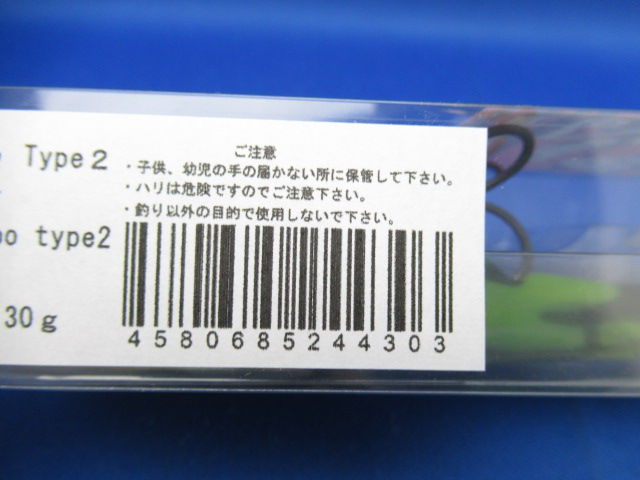 Type2
ご注意
・子供、幼児の手の届かない所に保管して下さい。
・ハリは危険ですのでご注意下さい。
・釣り以外の目的で使用しないで下さい。
type2
30g
4580685244303